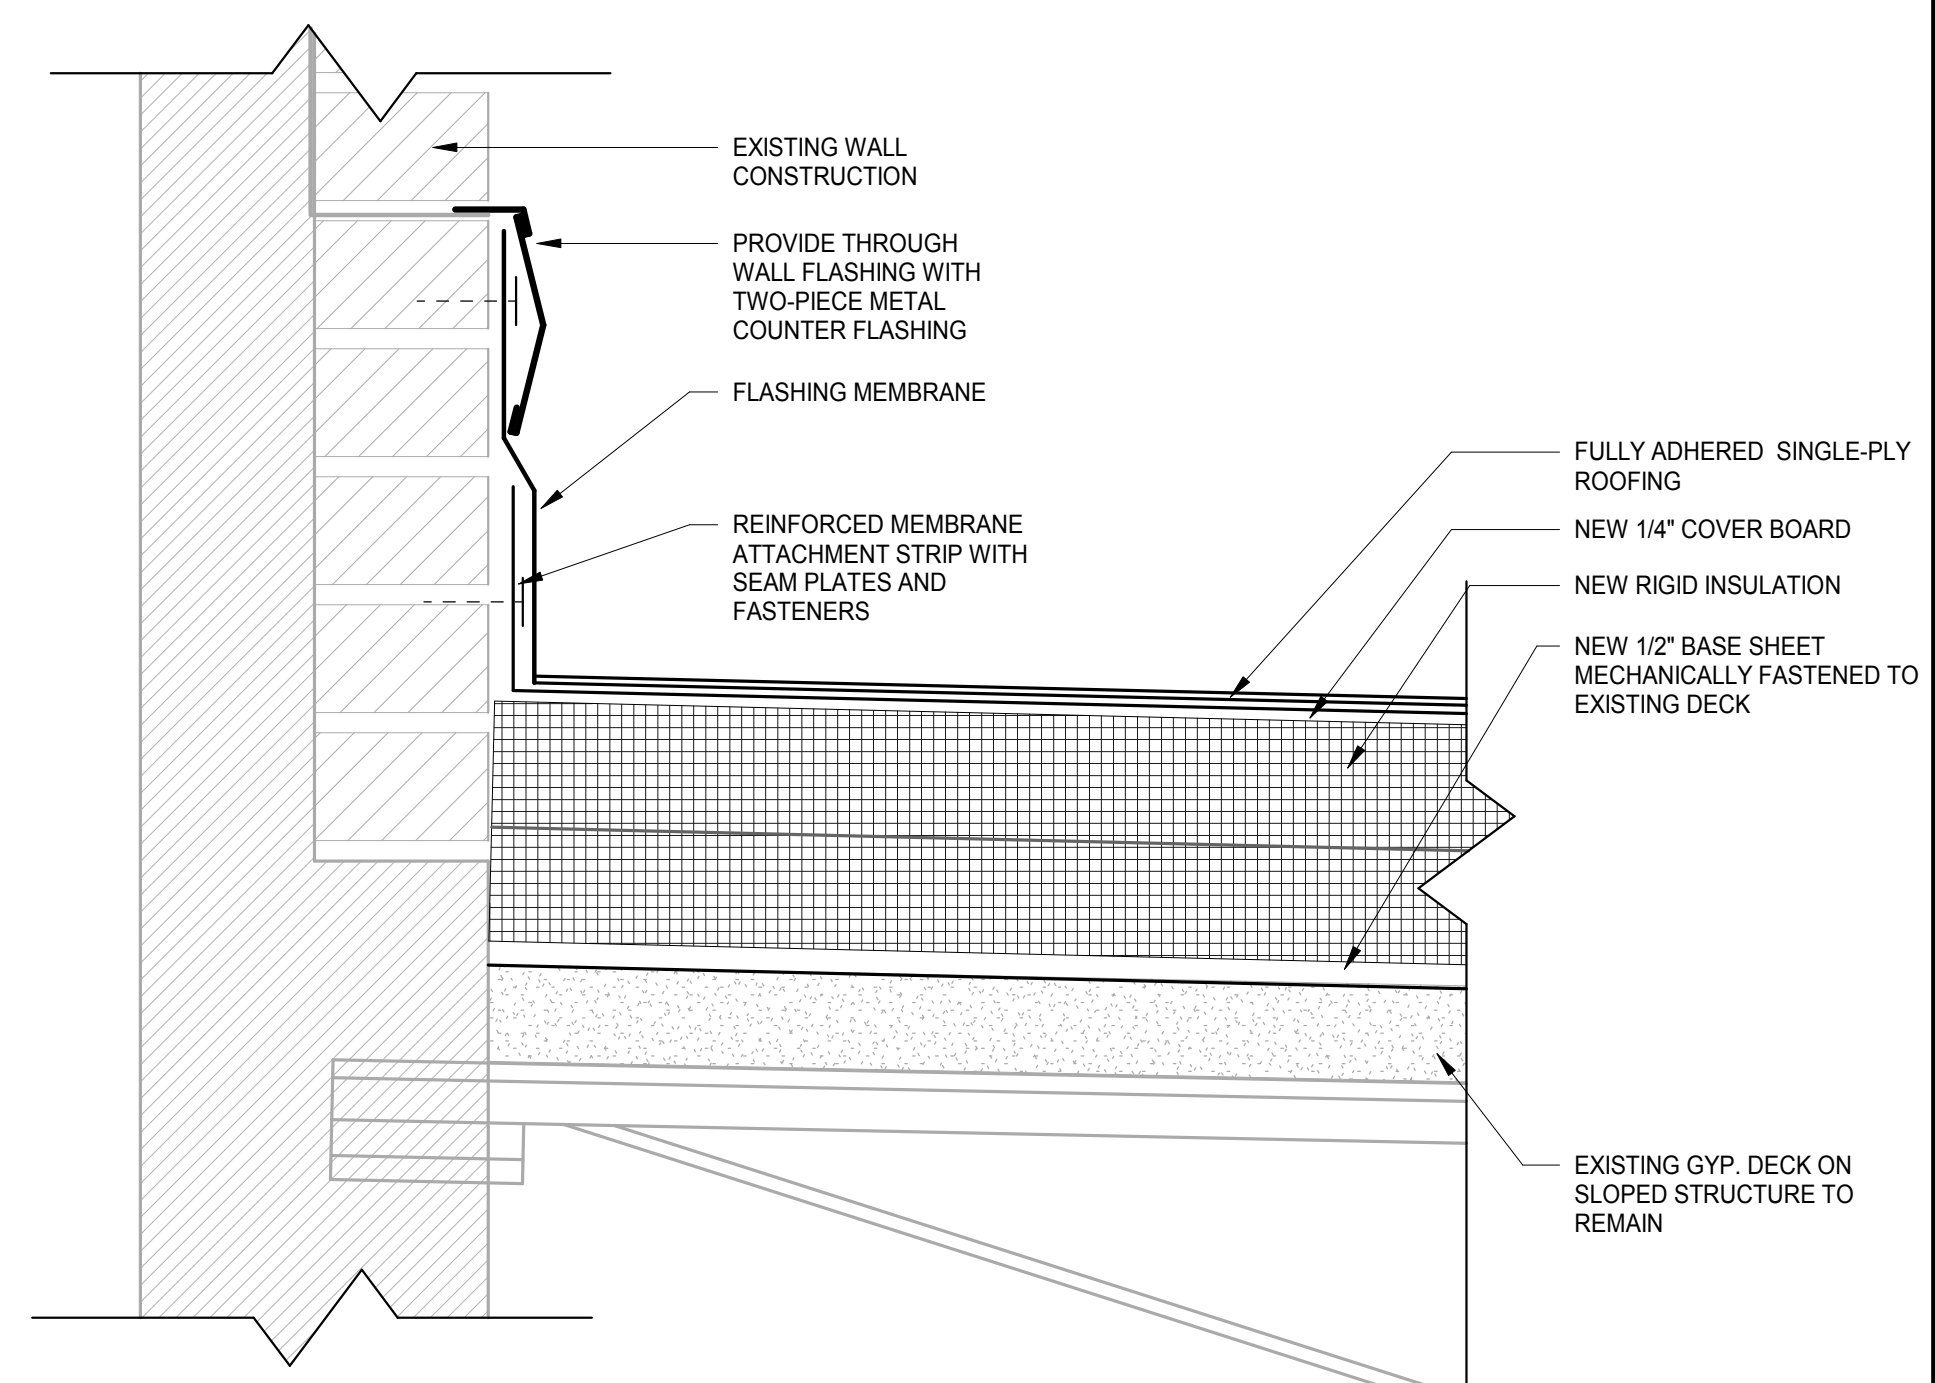 EXISTING WALL
CONSTRUCTION
PROVIDE THROUGH
WALL FLASHING WITH
TWO-PIECE METAL
COUNTER FLASHING
FLASHING MEMBRANE
REINFORCED MEMBRANE
ATTACHMENT STRIP WITH
SEAM PLATES AND
FASTENERS
FULLY ADHERED SINGLE-PLY
ROOFING
NEW 1/4" COVER BOARD
NEW RIGID INSULATION
NEW 1/2" BASE SHEET
MECHANICALLY FASTENED TO
EXISTING DECK
EXISTING GYP. DECK ON
SLOPED STRUCTURE TO
REMAIN